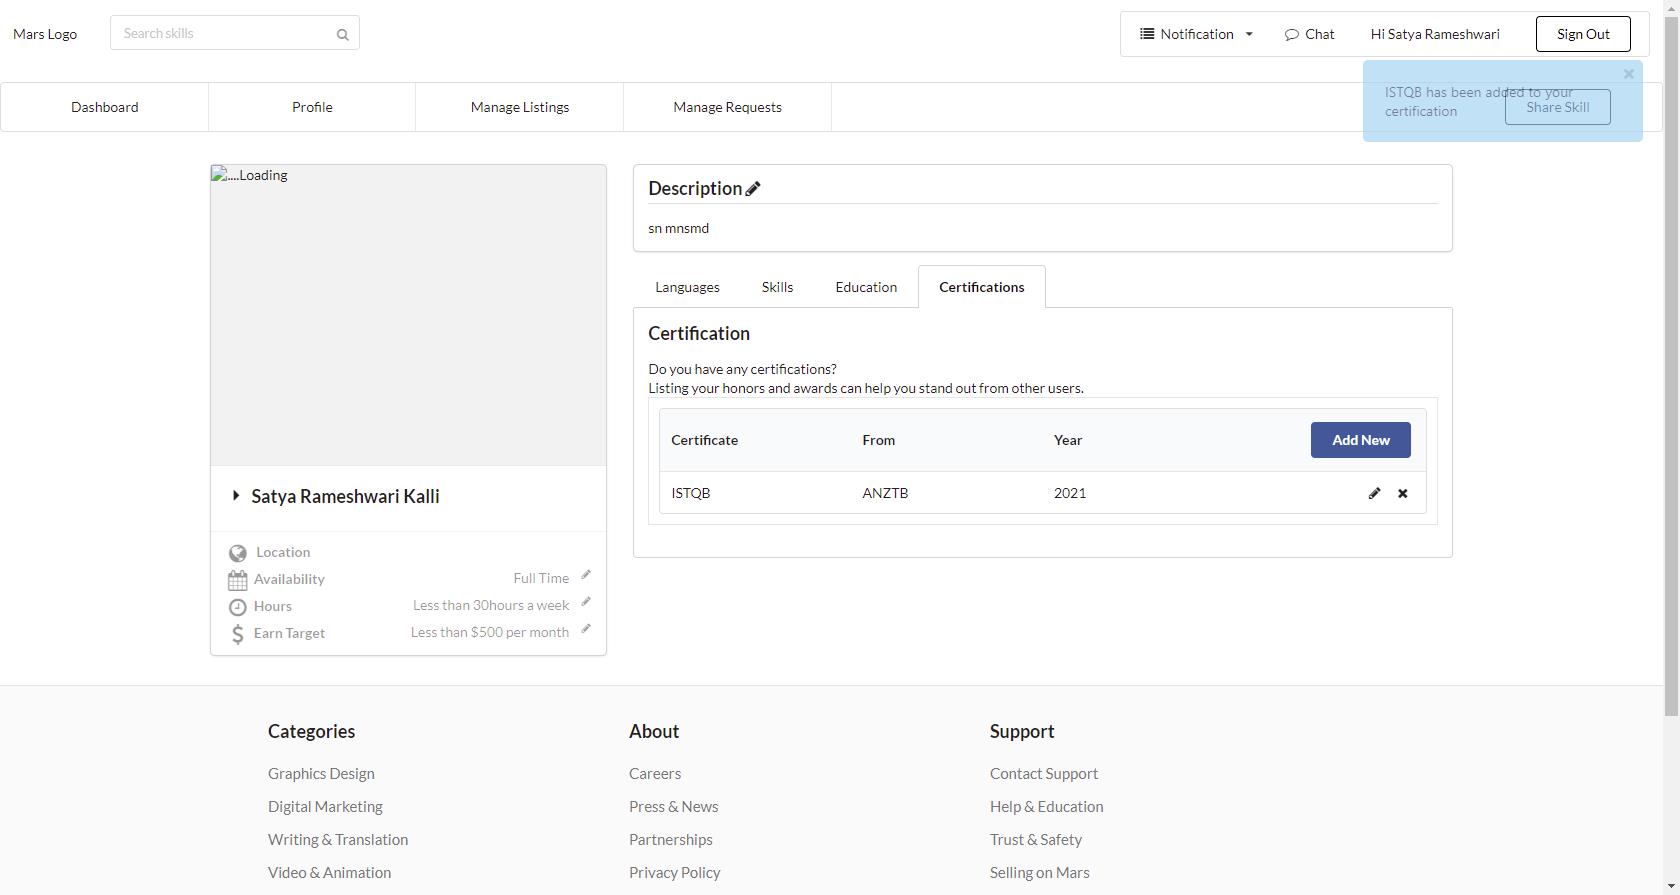 Mars Logo
Search skills
Notification
Chat
Hi Satya Rameshwari
Sign Out
Dashboard
Profile
Manage Listings
Manage Requests
ISTQB has been added to your
certification
Share Skill
....Loading
Satya Rameshwari Kalli
Location
Availability
Full Time
Hours
Less than 30hours a week
Earn Target
Less than $500 per month
Description
sn mnsmd
Languages
Skills
Education
Certifications
Certification
Do you have any certifications?
Listing your honors and awards can help you stand out from other users.
Certificate
From
Year
Add New
ISTQB
ANZTB
2021
Categories
Graphics Design
Digital Marketing
Writing & Translation
Video & Animation
About
Careers
Press & News
Partnerships
Privacy Policy
Support
Contact Support
Help & Education
Trust & Safety
Selling on Mars